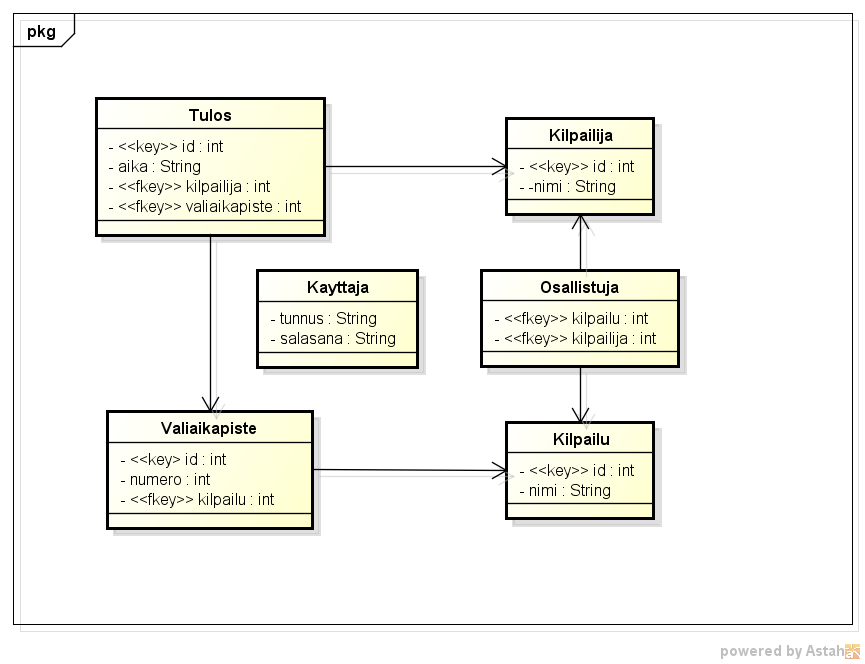 pkg
Tulos
- <<key>> id : int
- aika : String
- <<fkey>> kilpailija : int
- <<fkey>> valiaikapiste : int
Kilpailija
- <<key>> id : int
- -nimi : String
Kayttaja
- tunnus : String
- salasana : String
Osallistuja
- <<fkey>> kilpailu : int
- <<fkey>> kilpailija : int
Valiaikapiste
- <<key> id : int
- numero : int
- <<fkey>> kilpailu : int
Kilpailu
- <<key>> id : int
- nimi : String
powered by Astah